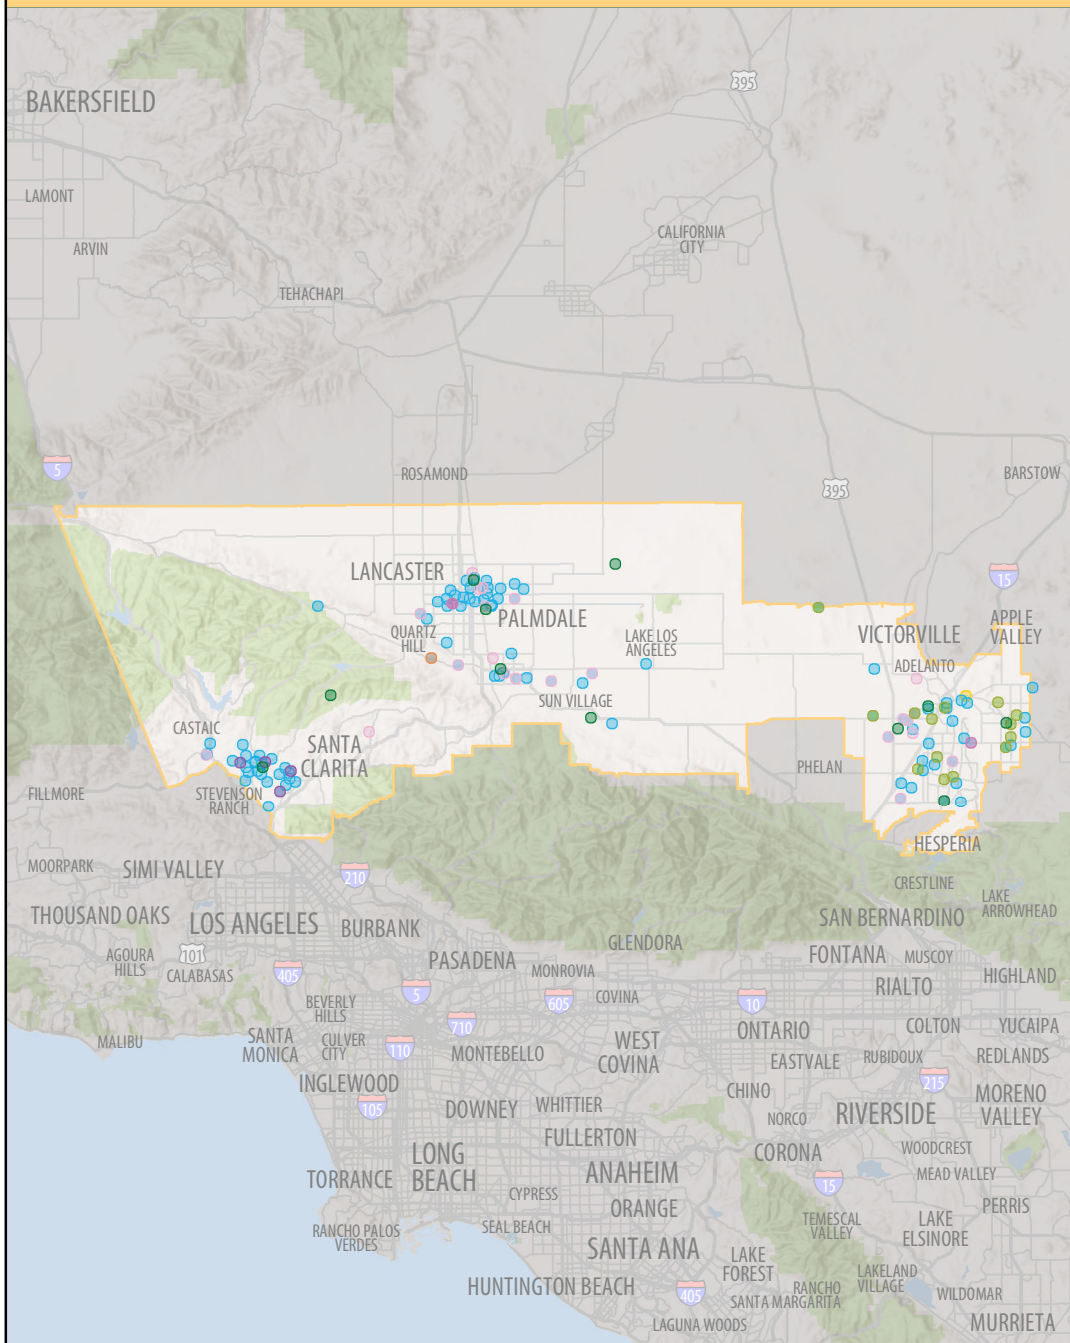 395
BAKERSFIELD
LAMONT
CALIFORNIA
CITY
ARVIN
TEHACHAPI
5
ROSAMOND
BARSTOW
395
LANCASTER
15
PALMDALE
APPLE
VALLEY
QUARTZ
HILL
VICTORVILLE
LAKE LOS
ANGELES
ADELANTO
SUN VILLAGE
CASTAIC
SANTA
CLARITA
PHELAN
FILLMORE
STEVENSON
RANCH
HESPERIA
MOORPARK
SIMI VALLEY
210
CRESTLINE
LAKE
ARROWHEAD
THOUSAND OAKS
LOS ANGELES
BURBANK
SAN BERNARDINO
GLENDORA
AGOURA
HILLS
101
CALABASAS
405
PASADENA
MONROVIA
FONTANA
MUSCOY
HIGHLAND
RIALTO
5
605
COVINA
10
BEVERLY
HILLS
710
ONTARIO
COLTON
YUCAIPA
MALIBU
SANTA
MONICA
CULVER
CITY
110
MONTEBELLO
WEST
COVINA
EASTVALE
RUBIDOUX
REDLANDS
INGLEWOOD
215
CHINO
MORENO
VALLEY
105
DOWNEY
WHITTIER
NORCO
RIVERSIDE
FULLERTON
LONG
BEACH
CORONA
WOODCREST
MEAD VALLEY
TORRANCE
ANAHEIM
15
CYPRESS
ORANGE
PERRIS
RANCHO PALOS
VERDES
SEAL BEACH
TEMESCAL
VALLEY
LAKE
ELSINORE
SANTA ANA
LAKE
FOREST
LAKELAND
VILLAGE
HUNTINGTON BEACH
405
RANCHO
SANTA MARGARITA
WILDOMAR
LAGUNA WOODS
MURRIETA